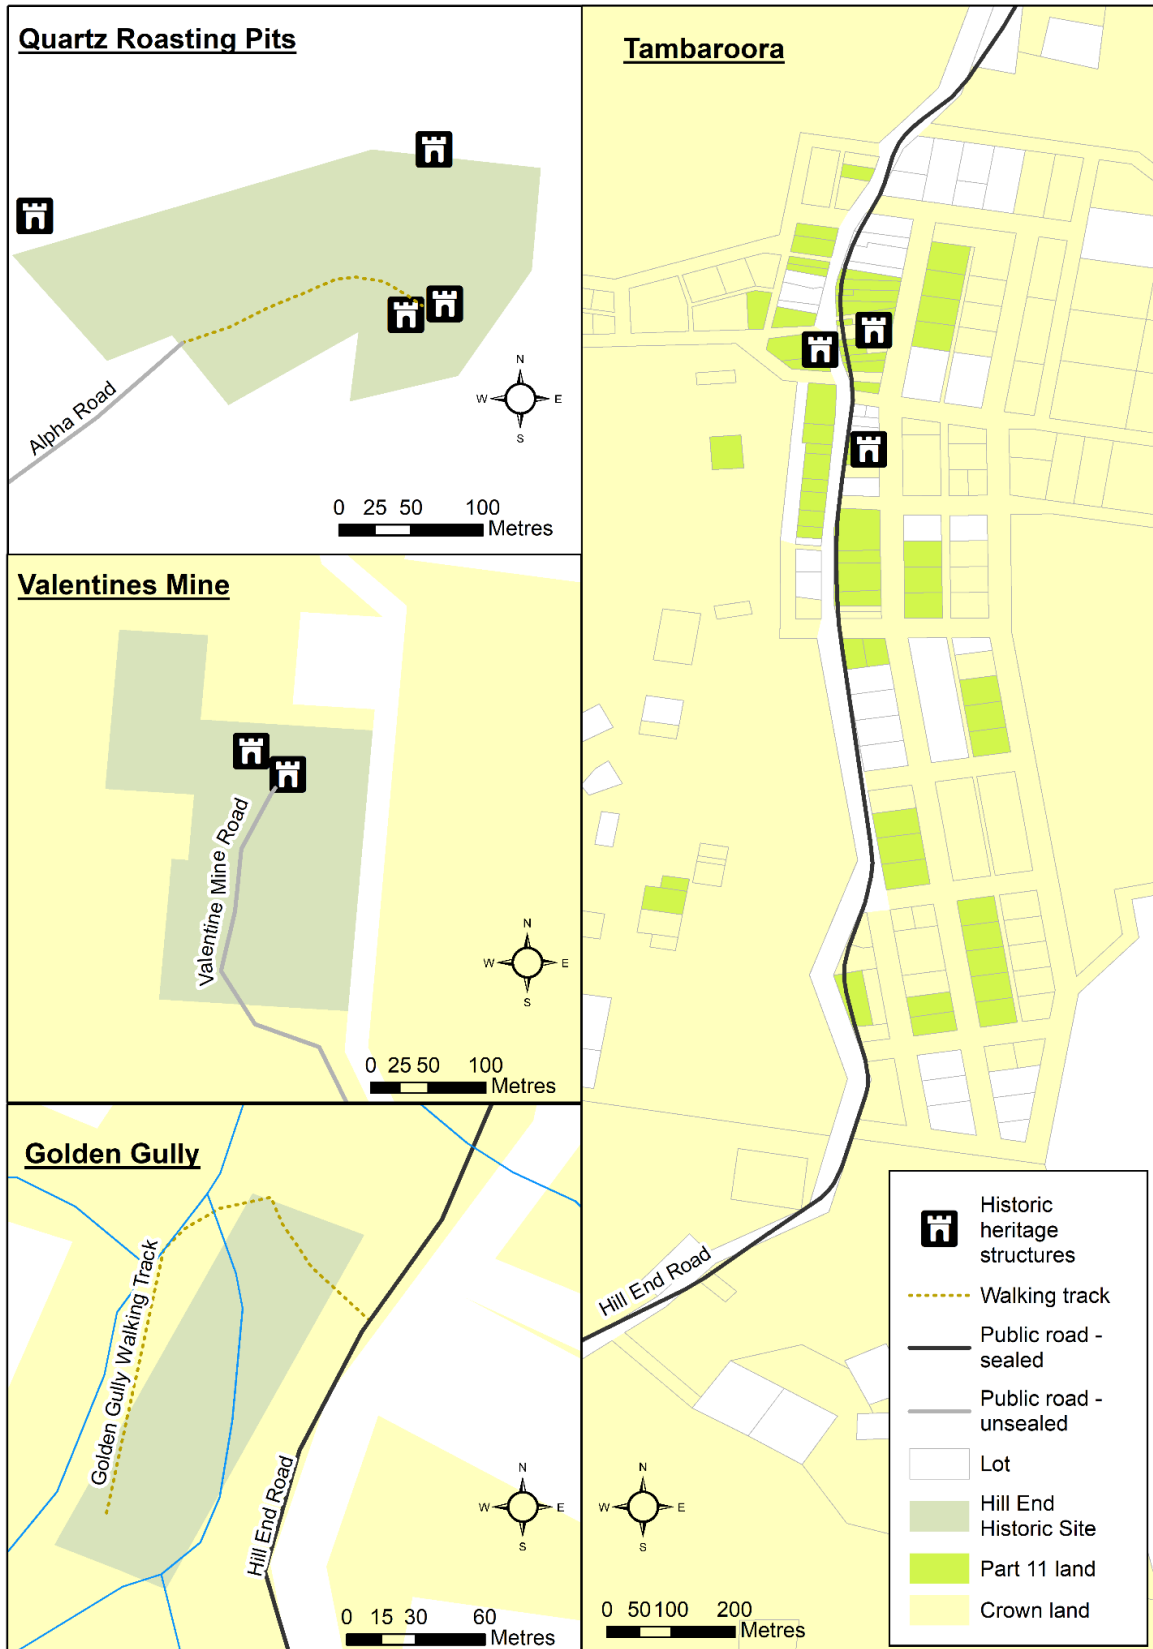 Quartz Roasting Pits
Alpha Road
N
W
E
S
0 25 50 100
Metres
Valentines Mine
Valentine Mine Road
N
W
E
S
0 25 50 100
Metres
Golden Gully
Golden Gully Walking Track
Hill End Road
N
W
E
S
0 15 30 60
Metres
Tambaroora
Hill End Road
N
W
E
S
0 50 100 200
Metres
Historic
heritage
structures
Walking track
Public road -
sealed
Public road -
unsealed
Lot
Hill End
Historic Site
Part 11 land
Crown land